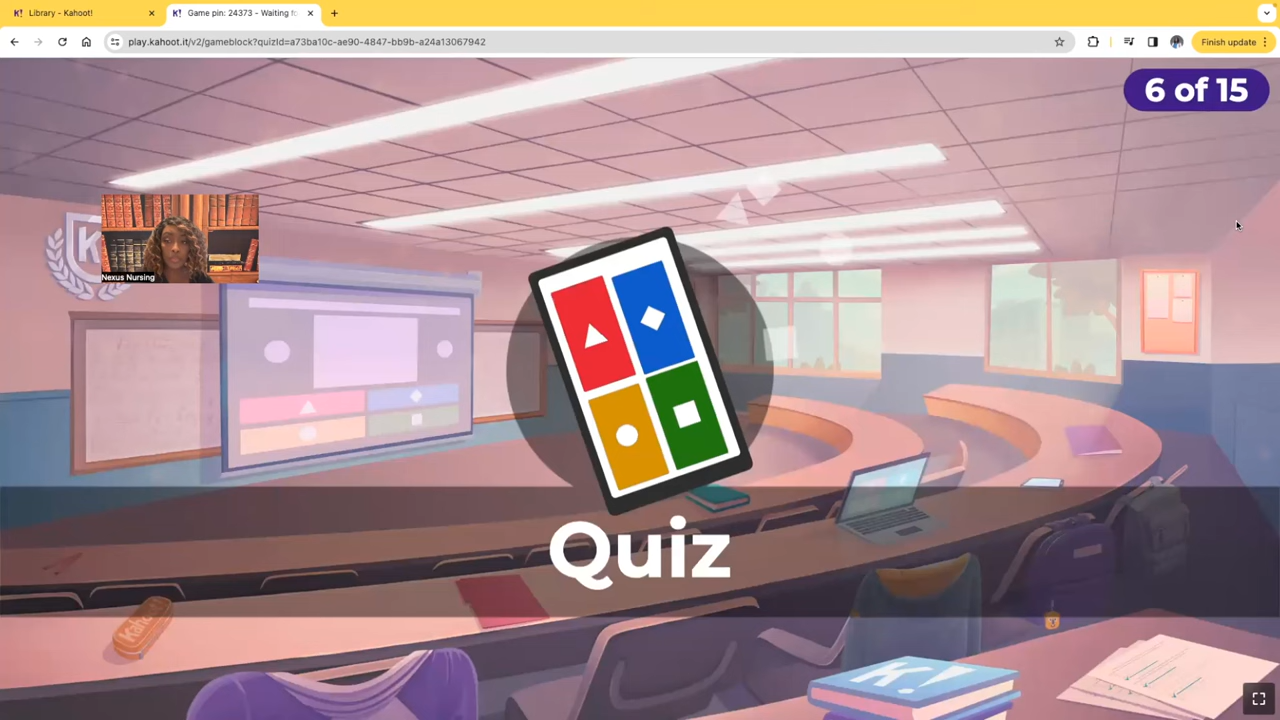 Library - Kahoot!
Game pin: 24373 - Waiting fo
play.kahoot.it/v2/gameblock?quizId=a73ba10c-ae90-4847-bb9b-a24a13067942
Finish update
6 of 15
Nexus Nursing
Quiz
K!